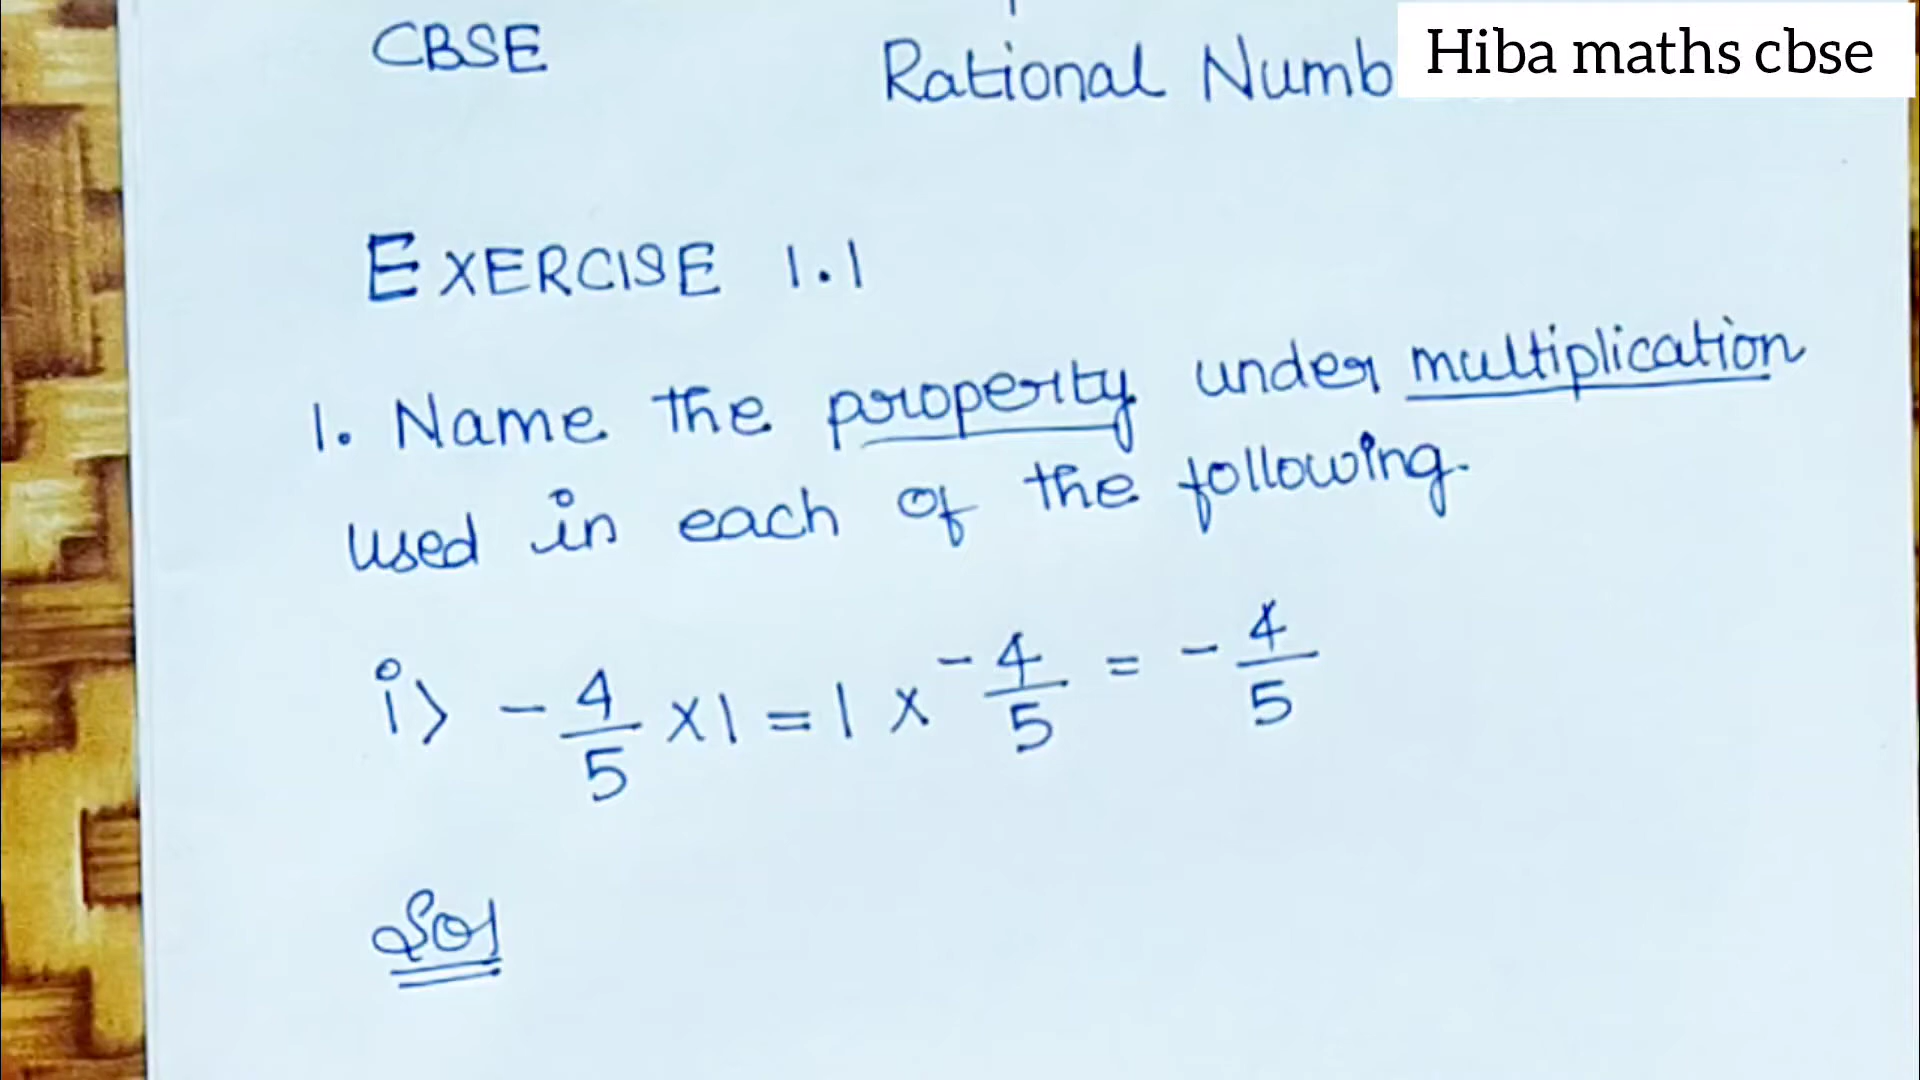 CBSE
Rational Numb
Hiba maths cbse
EXERCISE 1.1
1. Name the property under multiplication
used in each of the following.
i) - 4/5 x 1 = 1 x -4/5 = - 4/5
Sol